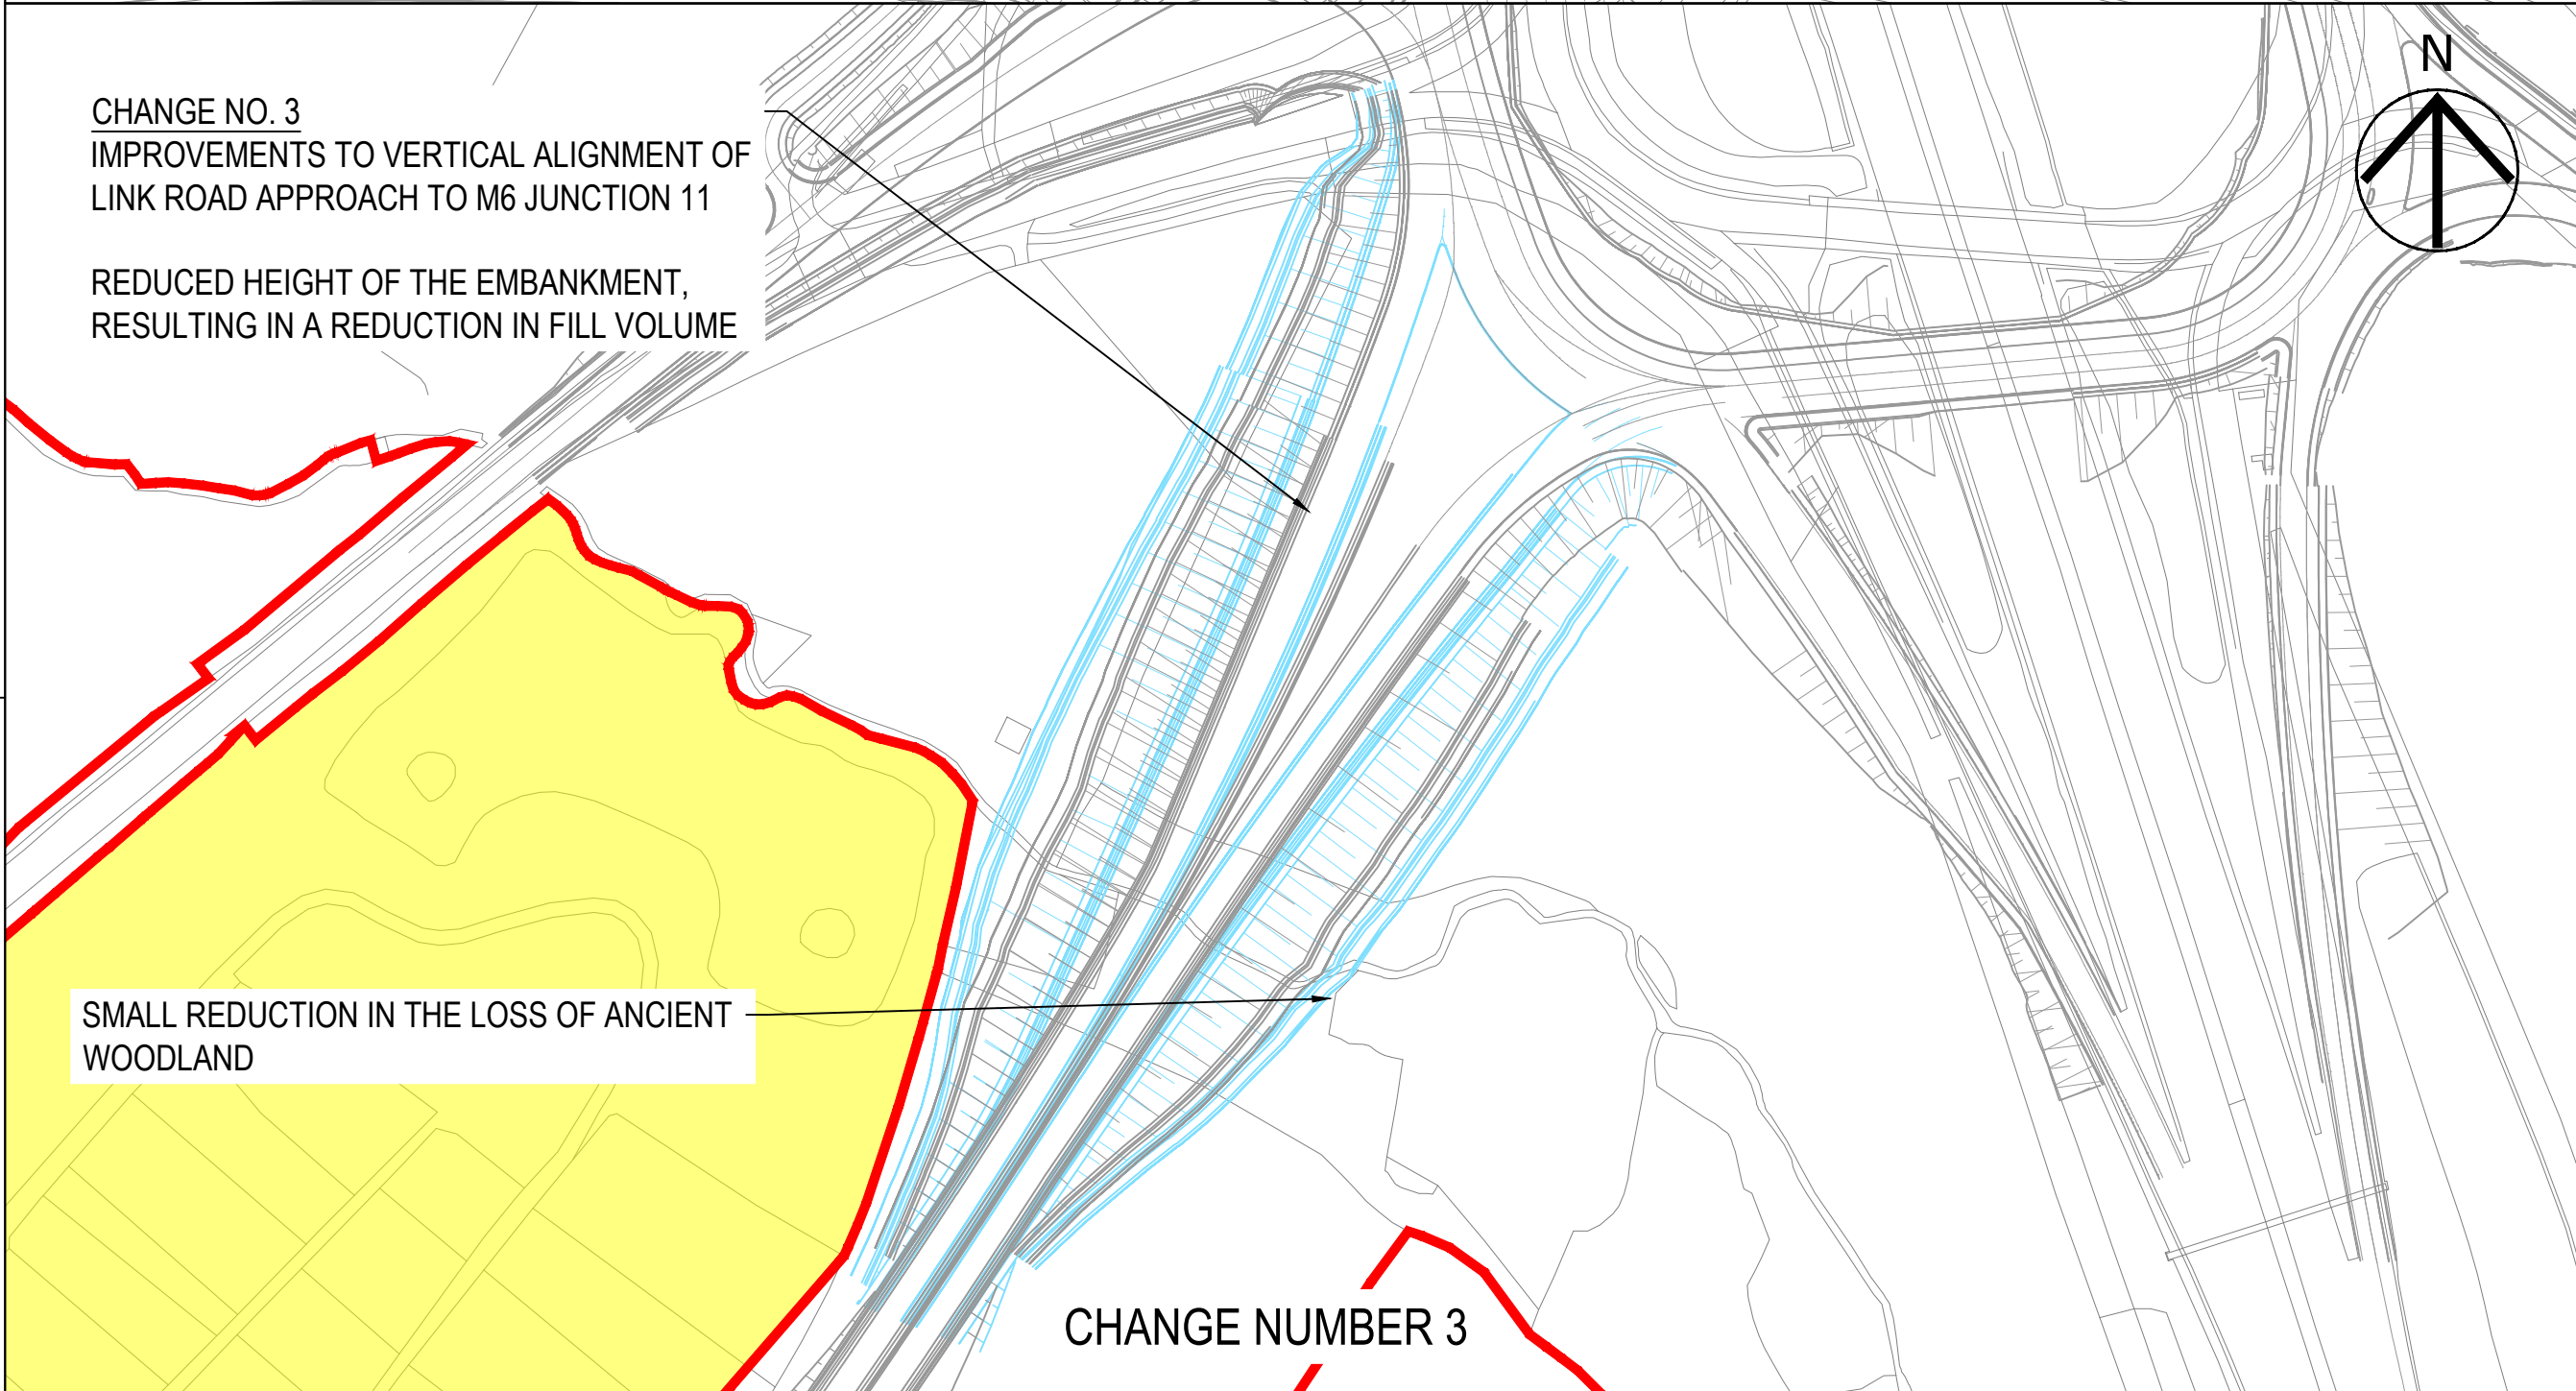 CHANGE NO. 3
IMPROVEMENTS TO VERTICAL ALIGNMENT OF
LINK ROAD APPROACH TO M6 JUNCTION 11
REDUCED HEIGHT OF THE EMBANKMENT,
RESULTING IN A REDUCTION IN FILL VOLUME
N
SMALL REDUCTION IN THE LOSS OF ANCIENT
WOODLAND
CHANGE NUMBER 3